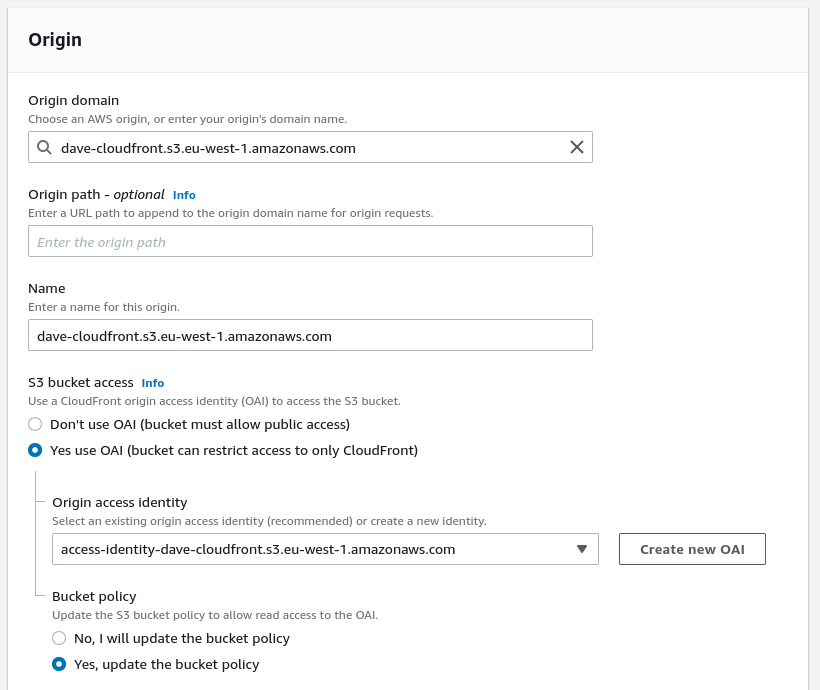 Origin
Origin domain
Choose an AWS origin, or enter your origin's domain name.
dave-cloudfront.s3.eu-west-1.amazonaws.com
Origin path - optional Info
Enter a URL path to append to the origin domain name for origin requests.
Enter the origin path
Name
Enter a name for this origin.
dave-cloudfront.s3.eu-west-1.amazonaws.com
S3 bucket access Info
Use a CloudFront origin access identity (OAI) to access the S3 bucket.
Don't use OAI (bucket must allow public access)
Yes use OAI (bucket can restrict access to only CloudFront)
Origin access identity
Select an existing origin access identity (recommended) or create a new identity.
access-identity-dave-cloudfront.s3.eu-west-1.amazonaws.com
Create new OAI
Bucket policy
Update the S3 bucket policy to allow read access to the OAI.
No, I will update the bucket policy
Yes, update the bucket policy